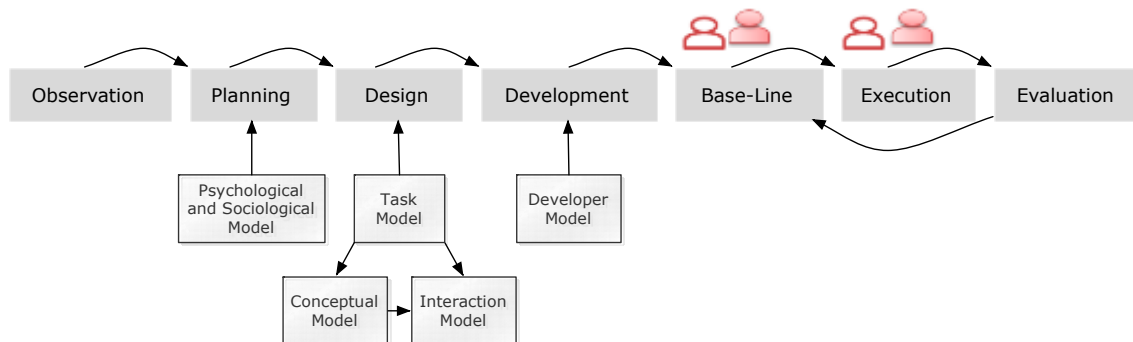 Observation
Planning
Design
Development
Base-Line
Execution
Evaluation
Psychological
and Sociological
Model
Task
Model
Developer
Model
Conceptual
Model
Interaction
Model